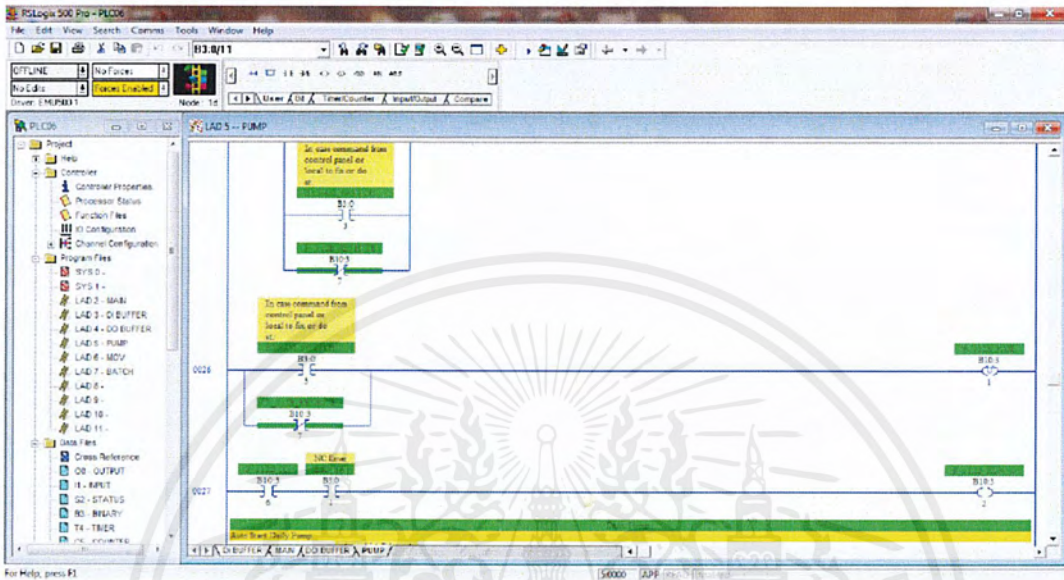 RSLogix 500 Pro - PLC06
File Edit View Search Comms Tools Window Help
B3:0/11
OFFLINE No Forces
No Edits Forces Enabled
Driver: EMU500 1 Node: 1d
User Bit Timer/Counter Input/Output Compare
PLC06
Project
Help
Controller
Controller Properties
Processor Status
Function Files
IO Configuration
Channel Configuration
Program Files
SYS 0 -
SYS 1 -
LAD 2 - MAIN
LAD 3 - DI BUFFER
LAD 4 - DO BUFFER
LAD 5 - PUMP
LAD 6 - MOV
LAD 7 - BATCH
LAD 8 -
LAD 9 -
LAD 10 -
LAD 11 -
Data Files
Cross Reference
O0 - OUTPUT
I1 - INPUT
S2 - STATUS
B3 - BINARY
T4 - TIMER
C5 - COUNTER
LAD 5 -- PUMP
In case command from
control panel or
local to fix or do
B3:0
3
B10:3
7
In case command from
control panel or
local to fix or do
B3:0
3
0026
B10:3
1
B10:3
7
0027
B10:3
6
B3:0
B10:3
2
DI BUFFER MAIN DO BUFFER PUMP
For Help, press F1
5:0000 APP